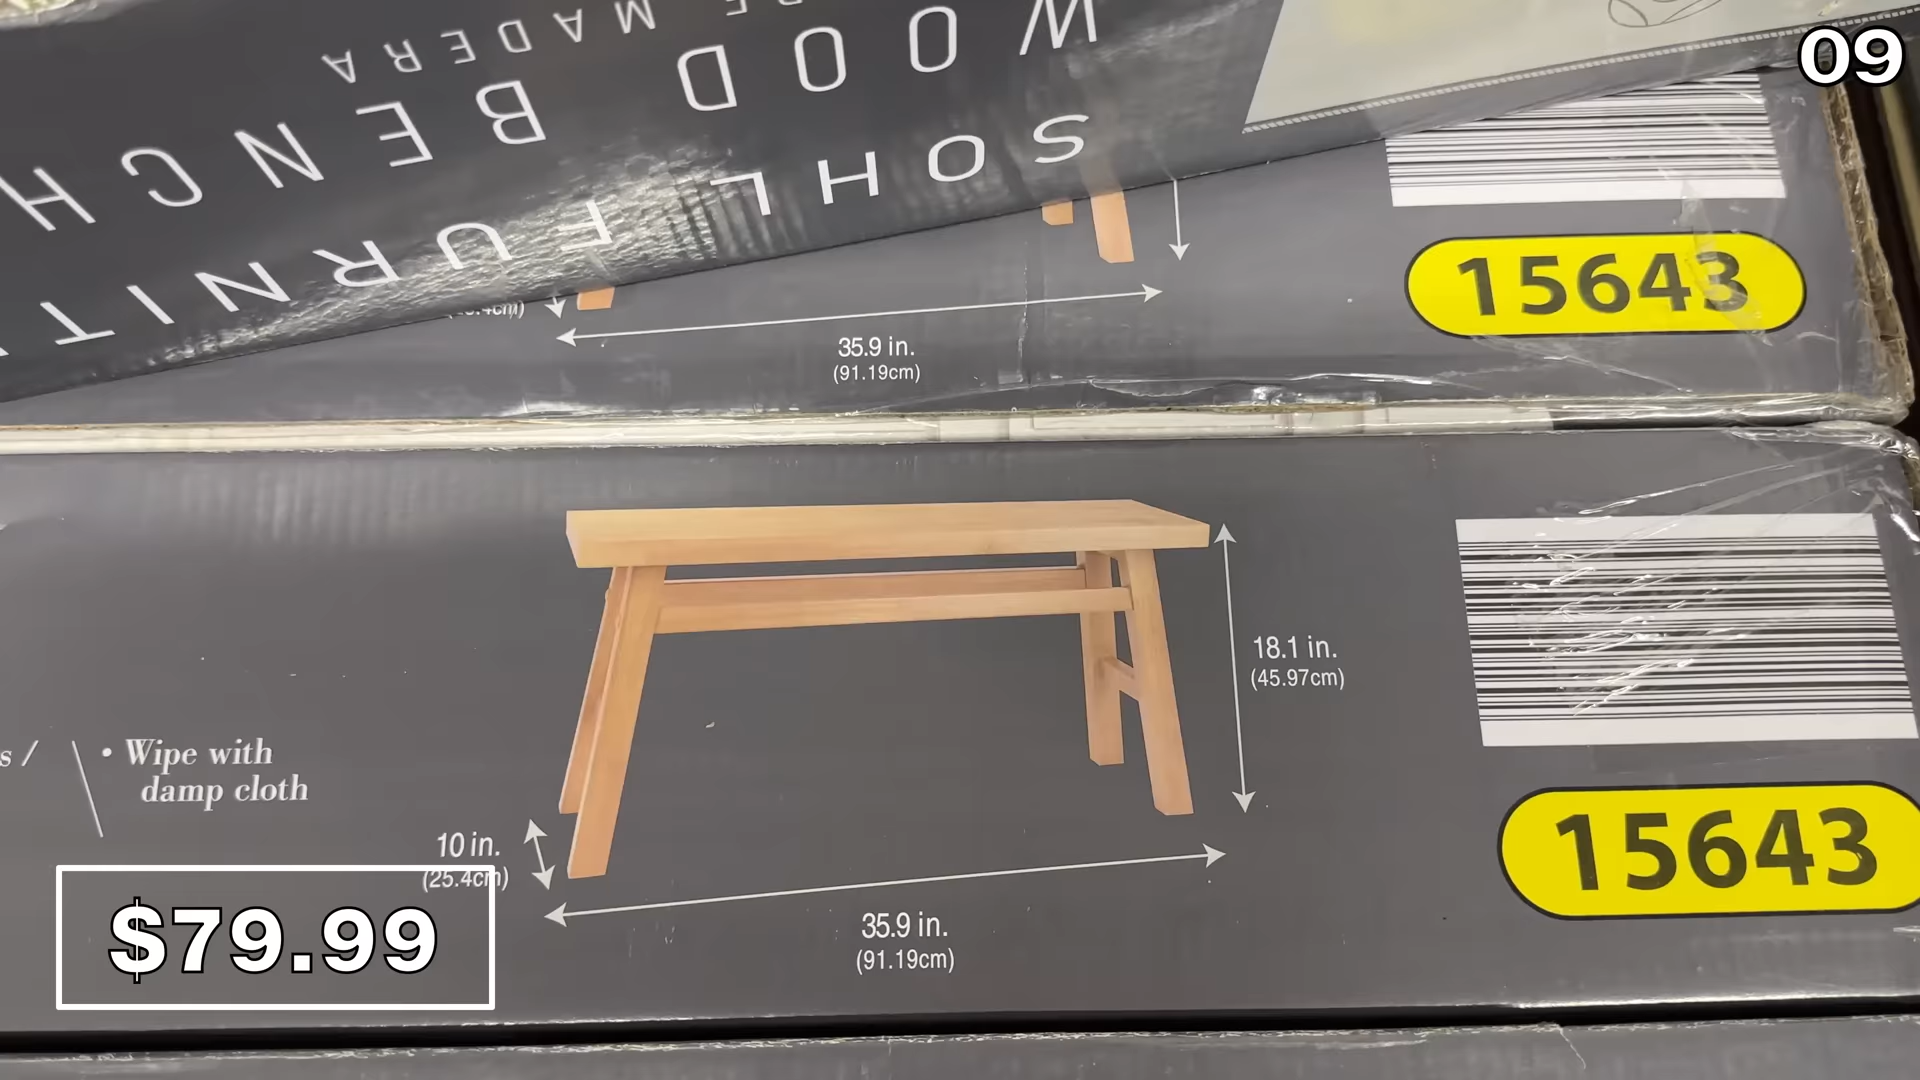 09
DE MADERA
WOOD BENCH
SOHL FURNIT
15643
35.9 in.
(91.19cm)
18.1 in.
(45.97cm)
s /
• Wipe with
damp cloth
10 in.
(25.4cm)
15643
35.9 in.
(91.19cm)
$79.99